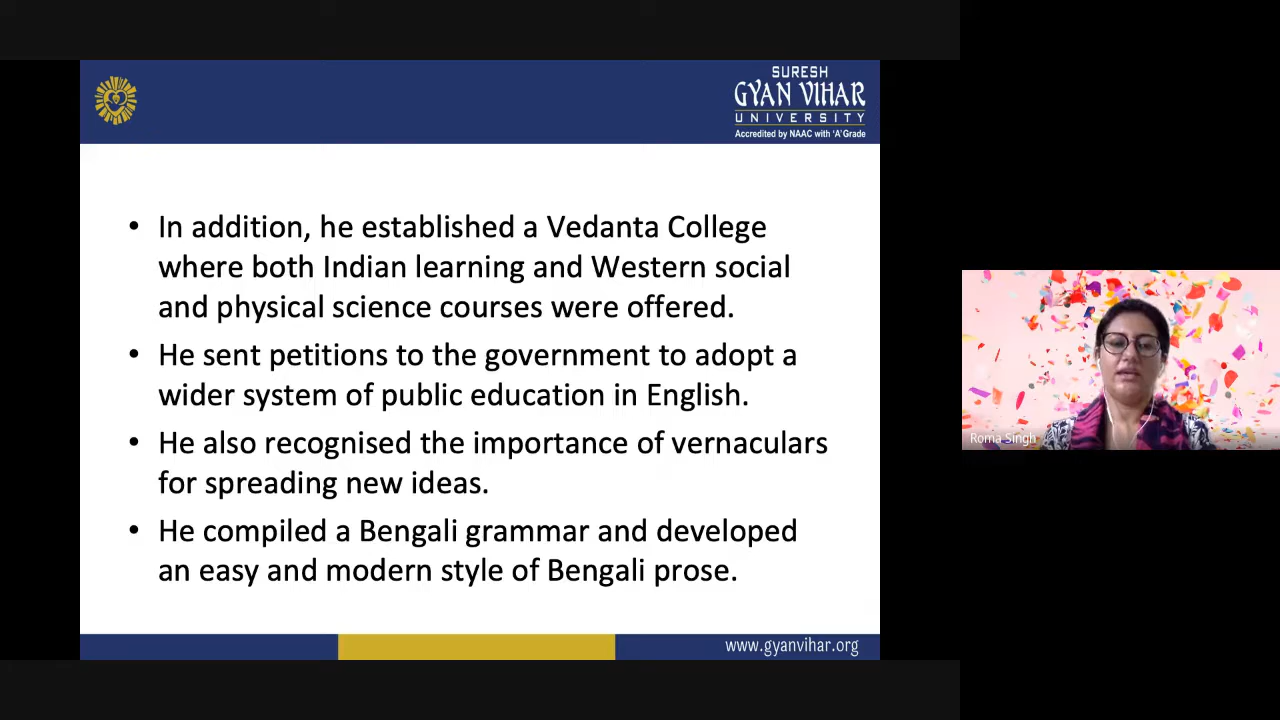 SURESH
GYAN VIHAR
UNIVERSITY
Accredited by NAAC with 'A' Grade
• In addition, he established a Vedanta College
where both Indian learning and Western social
and physical science courses were offered.
• He sent petitions to the government to adopt a
wider system of public education in English.
• He also recognised the importance of vernaculars
for spreading new ideas.
• He compiled a Bengali grammar and developed
an easy and modern style of Bengali prose.
www.gyanvihar.org
Roma Singh